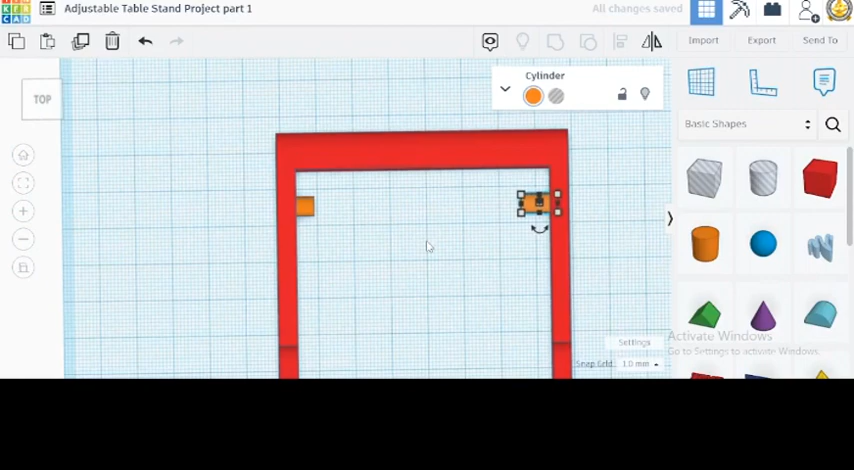 TIN
KER
CAD
Adjustable Table Stand Project part 1
All changes saved
Import
Export
Send To
TOP
Cylinder
Basic Shapes
Settings
Snap Grid 1.0 mm
Activate Windows
Go to Settings to activate Windows.